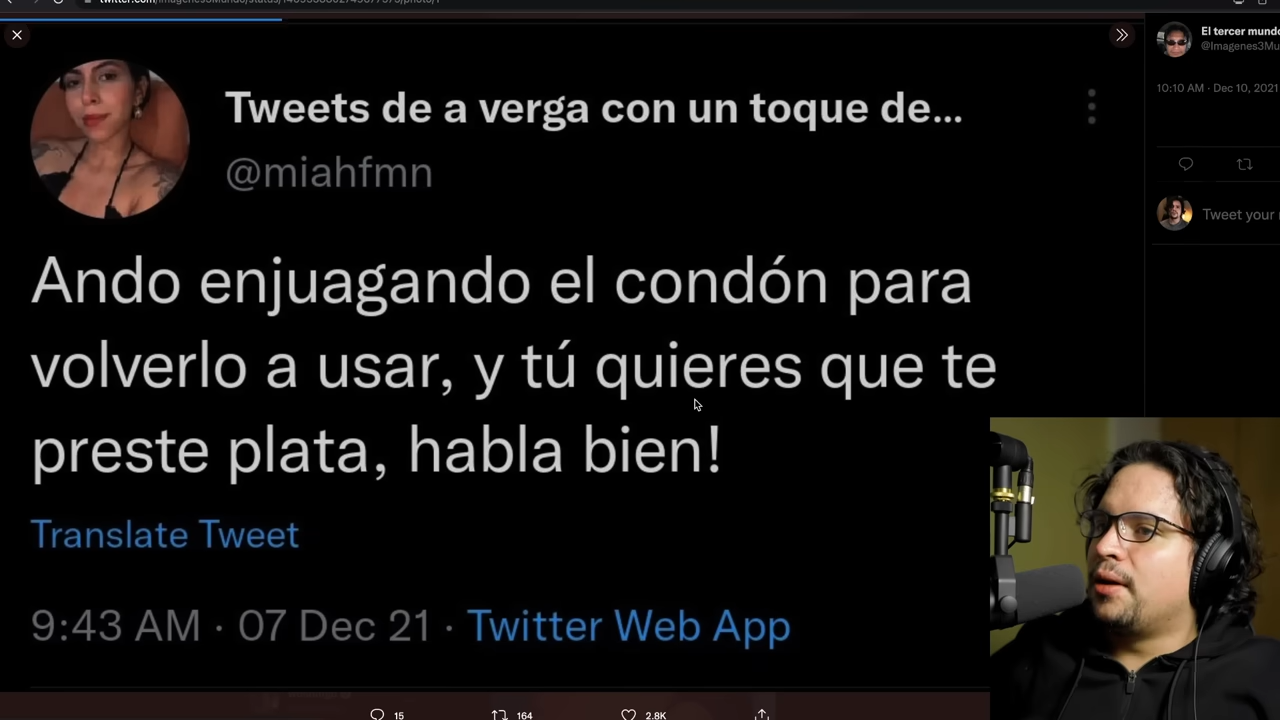 Tweets de a verga con un toque de...
@miahfmn
Ando enjuagando el condón para
volverlo a usar, y tú quieres que te
preste plata, habla bien!
Translate Tweet
9:43 AM · 07 Dec 21 · Twitter Web App
15 164 2.8K
El tercer mundo
@Imagenes3Mu
10:10 AM · Dec 10, 2021
Tweet your